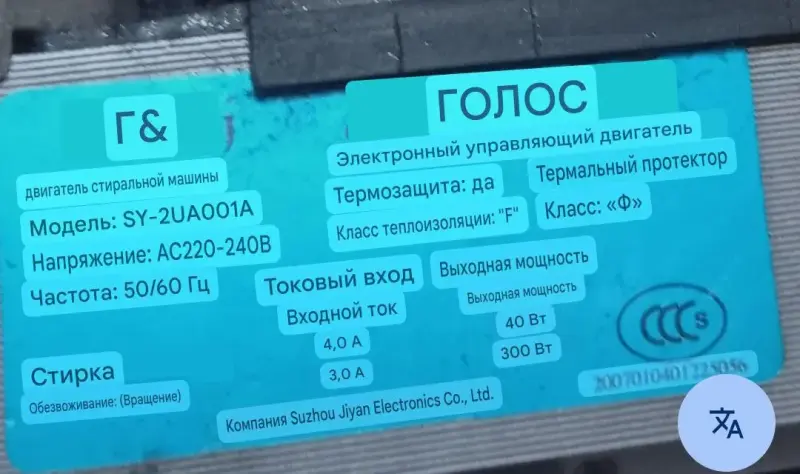 Г&
ГОЛОС
Электронный управляющий двигатель
двигатель стиральной машины
Термозащита: да
Термальный протектор
Модель: SY-2UA001A
Класс теплоизоляции: "F"
Класс: «Ф»
Напряжение: AC220-240В
Частота: 50/60 Гц
Токовый вход
Выходная мощность
Входной ток
Выходная мощность
4,0 А
40 Вт
Стирка
3,0 А
300 Вт
Обезвоживание: (Вращение)
Компания Suzhou Jiyan Electronics Co., Ltd.
CCC S
2007010401225056